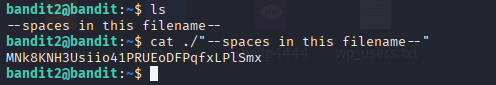 bandit2@bandit:~$ ls
--spaces in this filename--
bandit2@bandit:~$ cat ./"--spaces in this filename--"
MNk8KNH3Usiio41PRUEoDFPqfxLPlSmx
bandit2@bandit:~$